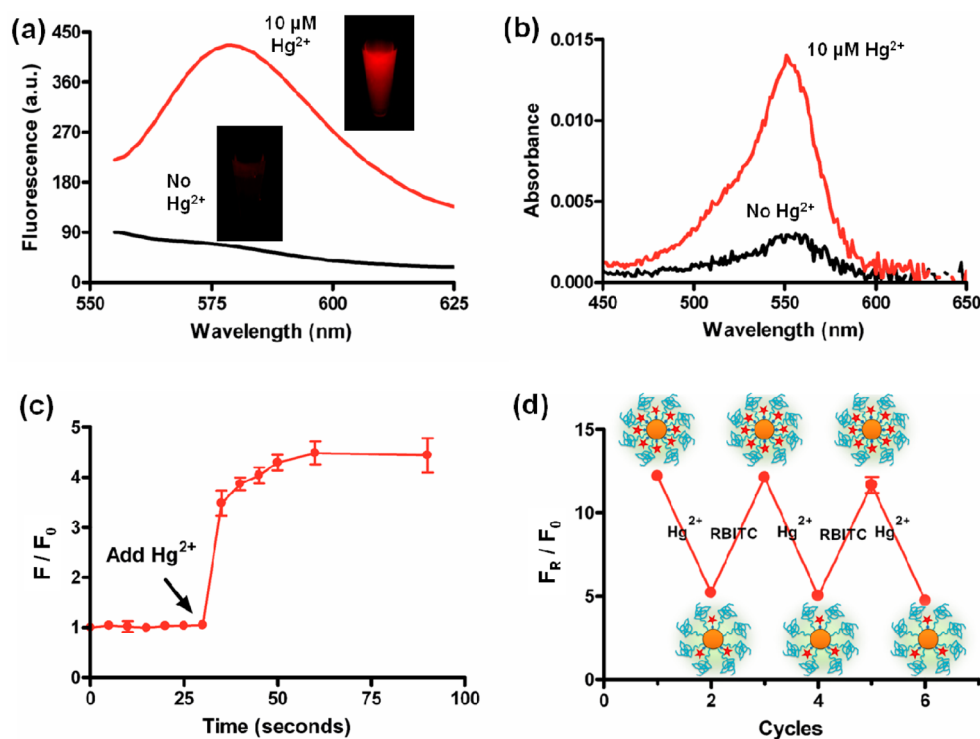 (a)
10 µM
Hg2+
No
Hg2+
Fluorescence (a.u.)
450
360
270
180
90
0
550
575
600
625
Wavelength (nm)
(b)
10 µM Hg2+
No Hg2+
Absorbance
0.015
0.010
0.005
0.000
450
500
550
600
650
Wavelength (nm)
(c)
Add Hg2+
F / F0
5
4
3
2
1
0
0
25
50
75
100
Time (seconds)
(d)
FR / F0
15
10
5
0
Hg2+
RBITC
Hg2+
RBITC
Hg2+
0
2
4
6
Cycles